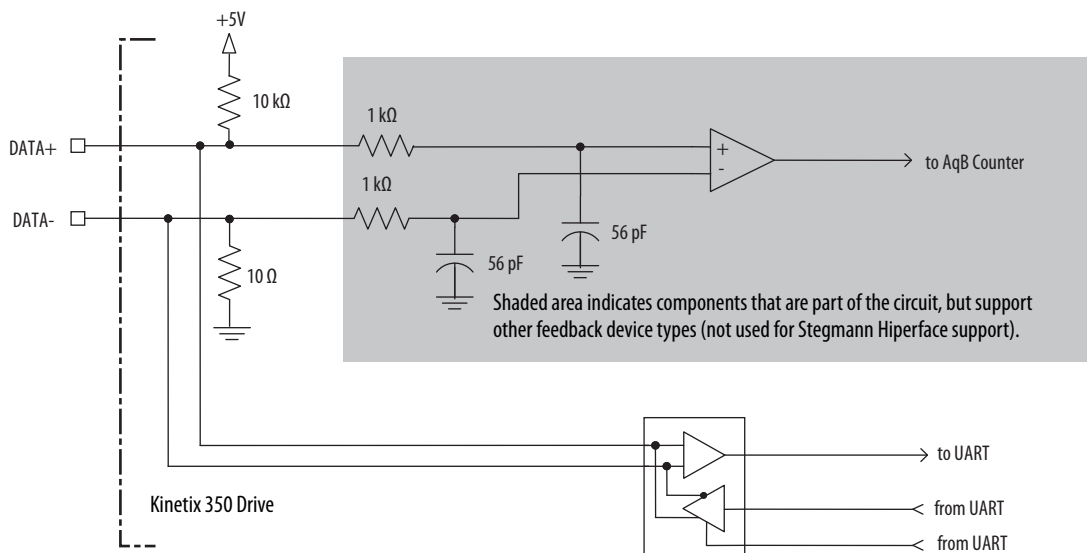 +5V
10 kΩ
1 kΩ
DATA+
+
-
to AqB Counter
1 kΩ
DATA-
56 pF
10 Ω
56 pF
Shaded area indicates components that are part of the circuit, but support
other feedback device types (not used for Stegmann Hiperface support).
to UART
Kinetix 350 Drive
from UART
from UART